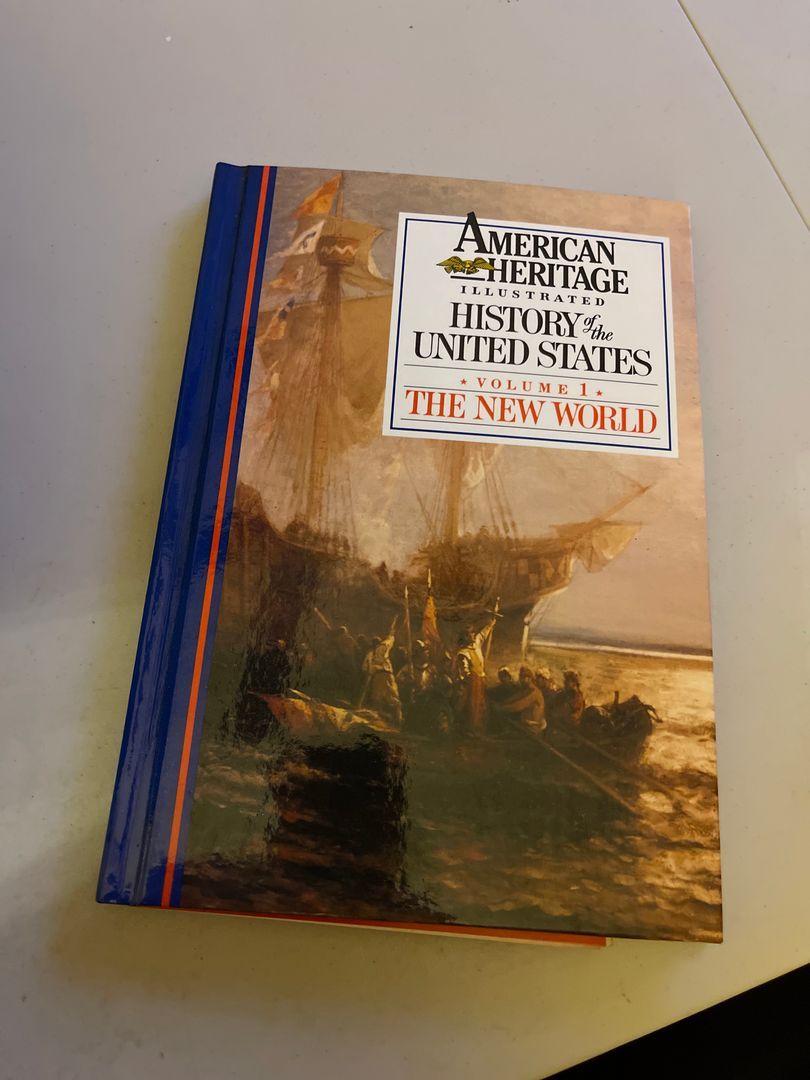 AMERICAN
HERITAGE
ILLUSTRATED
HISTORY of the
UNITED STATES
★ VOLUME 1 ★
THE NEW WORLD